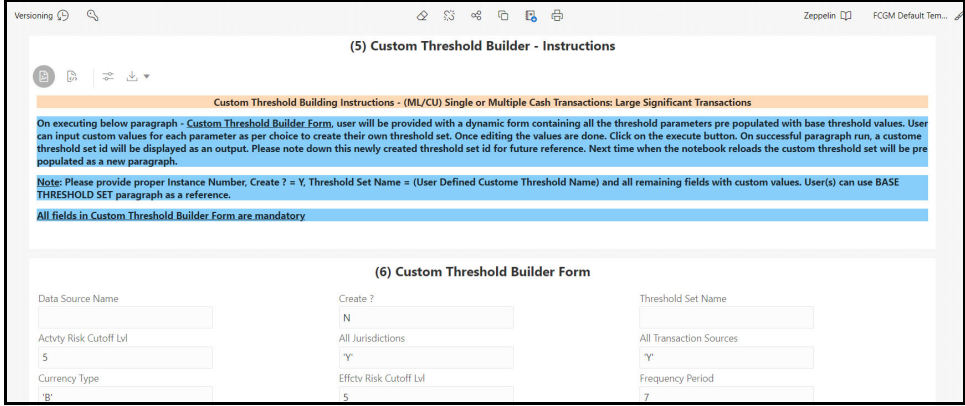 Versioning
Zeppelin
FCGM Default Tem...
(5) Custom Threshold Builder - Instructions
Custom Threshold Building Instructions - (ML/CU) Single or Multiple Cash Transactions: Large Significant Transactions
On executing below paragraph - Custom Threshold Builder Form, user will be provided with a dynamic form containing all the threshold parameters pre populated with base threshold values. User
can input custom values for each parameter as per choice to create their own threshold set. Once editing the values are done. Click on the execute button. On successful paragraph run, a custome
threshold set id will be displayed as an output. Please note down this newly created threshold set id for future reference. Next time when the notebook reloads the custom threshold set will be pre
populated as a new paragraph.
Note: Please provide proper Instance Number, Create ? = Y, Threshold Set Name = (User Defined Custome Threshold Name) and all remaining fields with custom values. User(s) can use BASE
THRESHOLD SET paragraph as a reference.
All fields in Custom Threshold Builder Form are mandatory
(6) Custom Threshold Builder Form
Data Source Name
Create ?
Threshold Set Name
N
Actvty Risk Cutoff Lvl
All Jurisdictions
All Transaction Sources
5
'Y'
'Y'
Currency Type
Effctv Risk Cutoff Lvl
Frequency Period
'B'
5
7